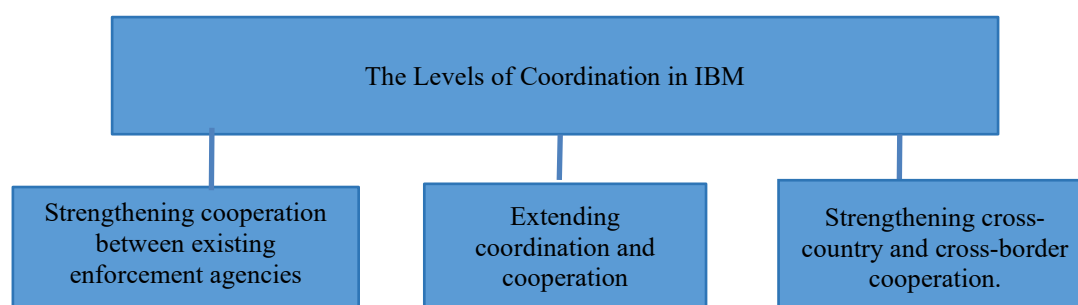 The Levels of Coordination in IBM
Strengthening cooperation
between existing
enforcement agencies
Extending
coordination and
cooperation
Strengthening cross-
country and cross-border
cooperation.